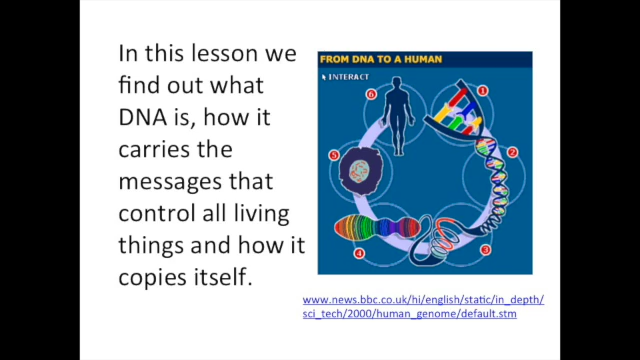 In this lesson we
find out what
DNA is, how it
carries the
messages that
control all living
things and how it
copies itself.
FROM DNA TO A HUMAN
INTERACT
1
2
3
4
5
6
www.news.bbc.co.uk/hi/english/static/in_depth/
sci_tech/2000/human_genome/default.stm